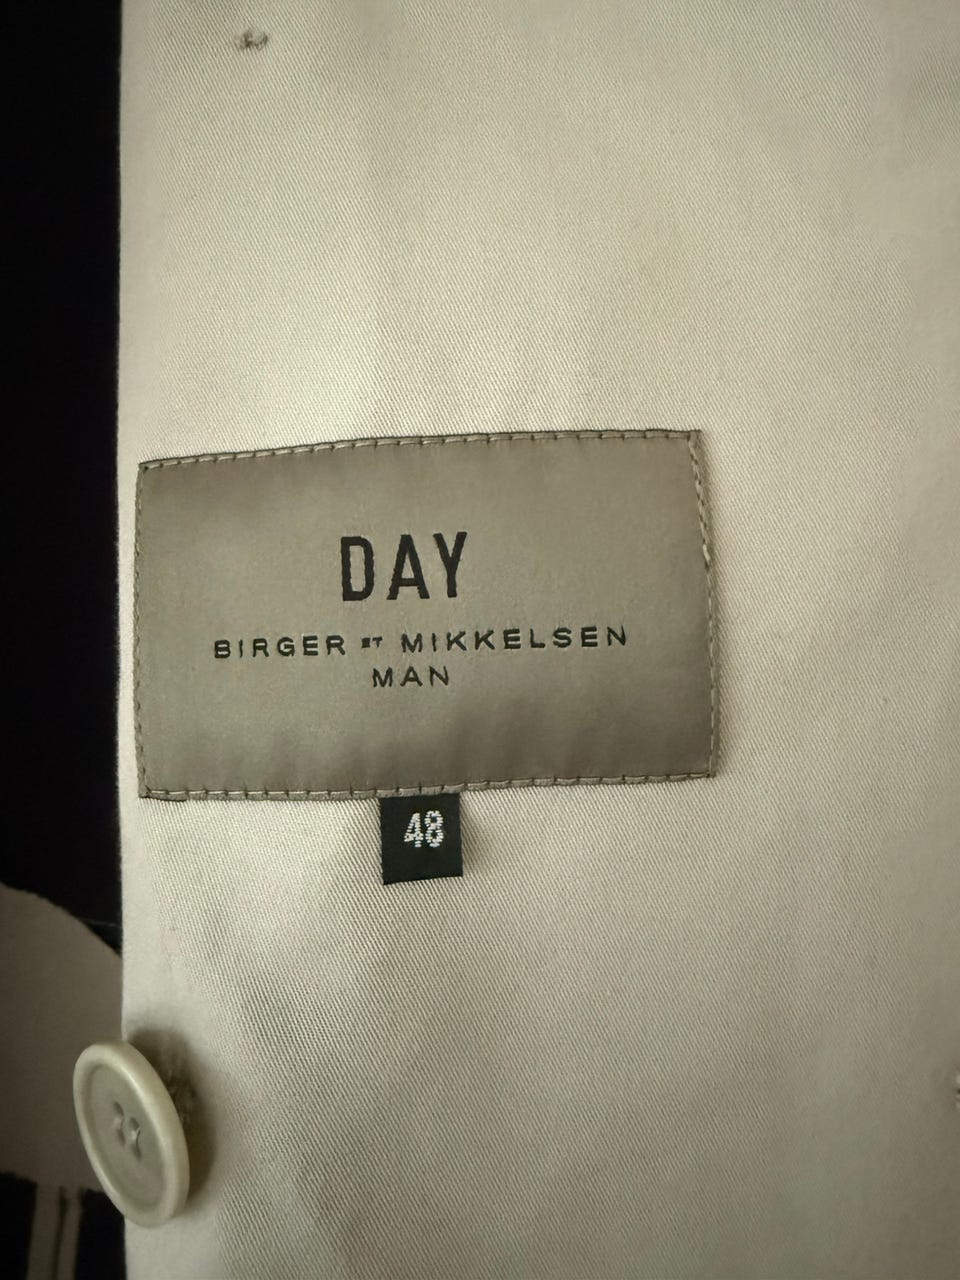 DAY
BIRGER ET MIKKELSEN
MAN
48